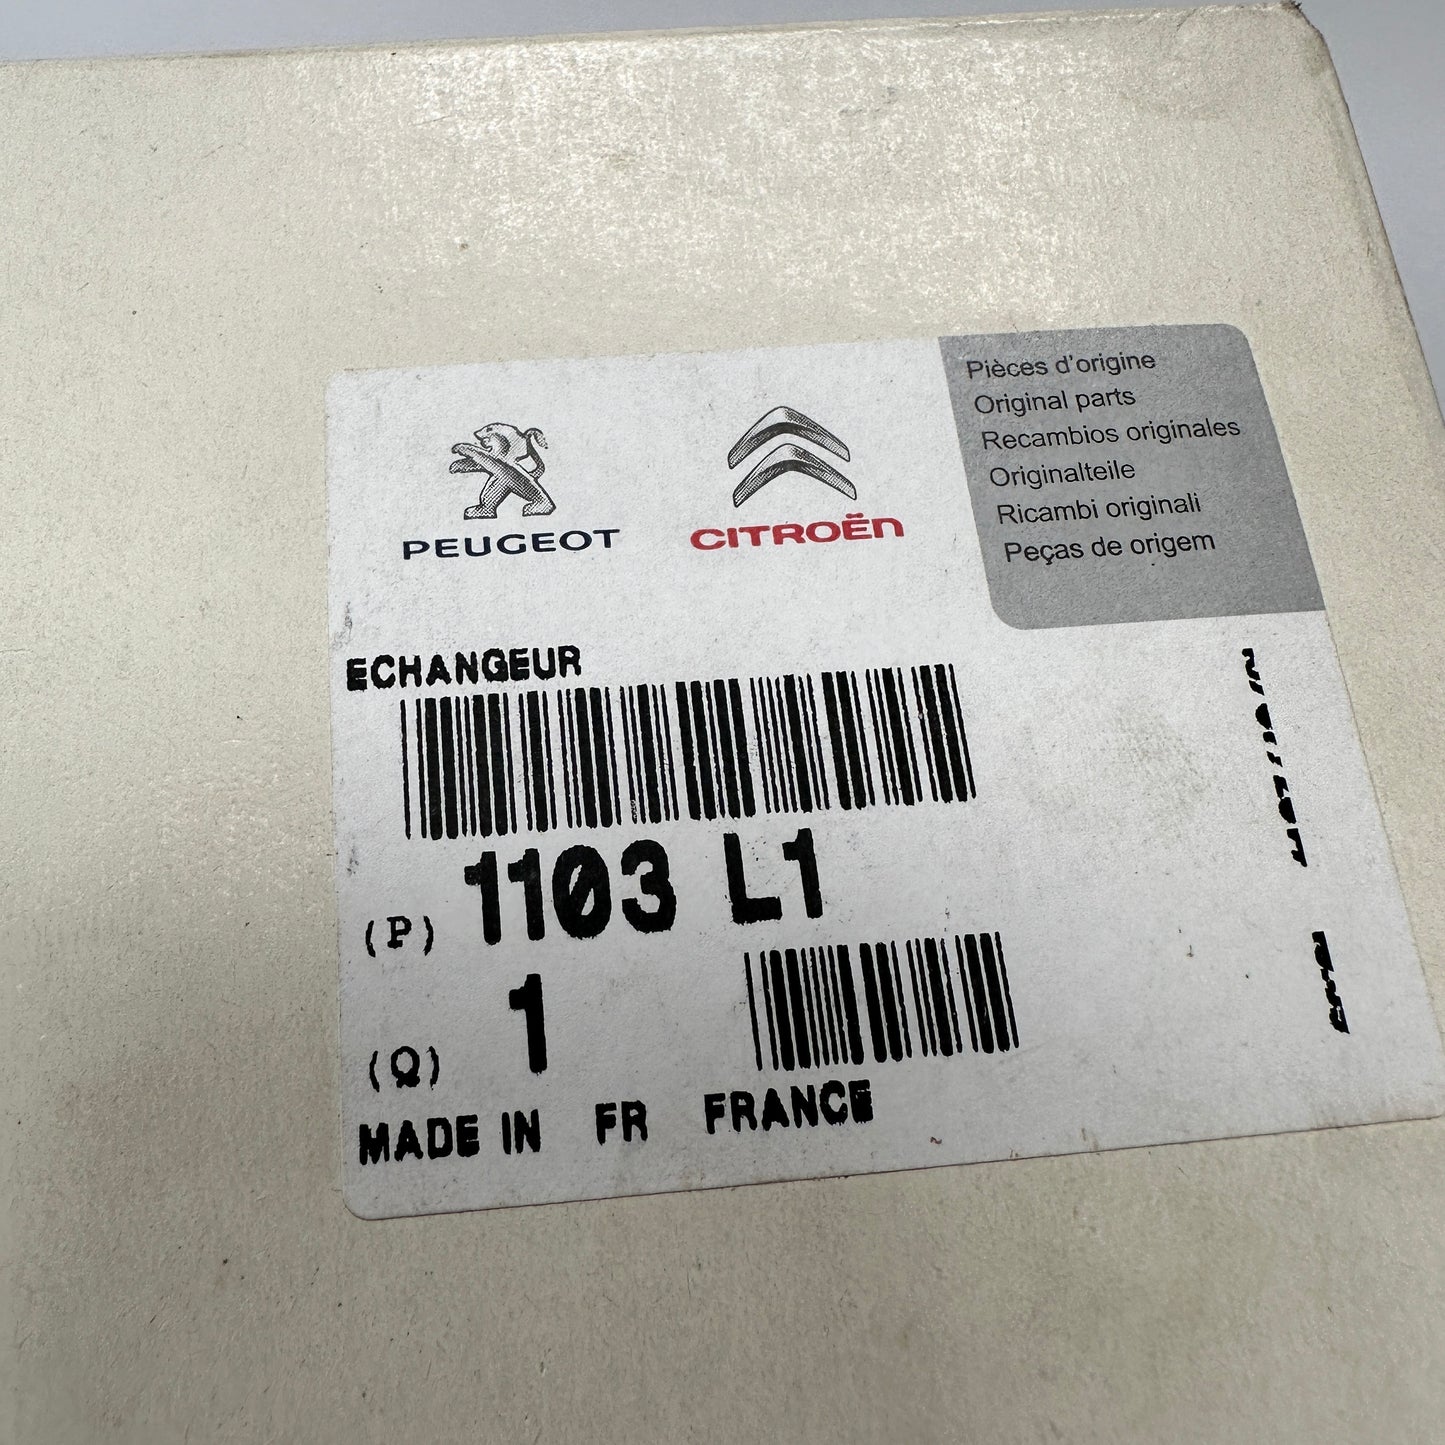 PEUGEOT
CITROËN
Pièces d'origine
Original parts
Recambios originales
Originalteile
Ricambi originali
Peças de origem
ECHANGEUR
(P) 1103 L1
(Q) 1
MADE IN FR FRANCE